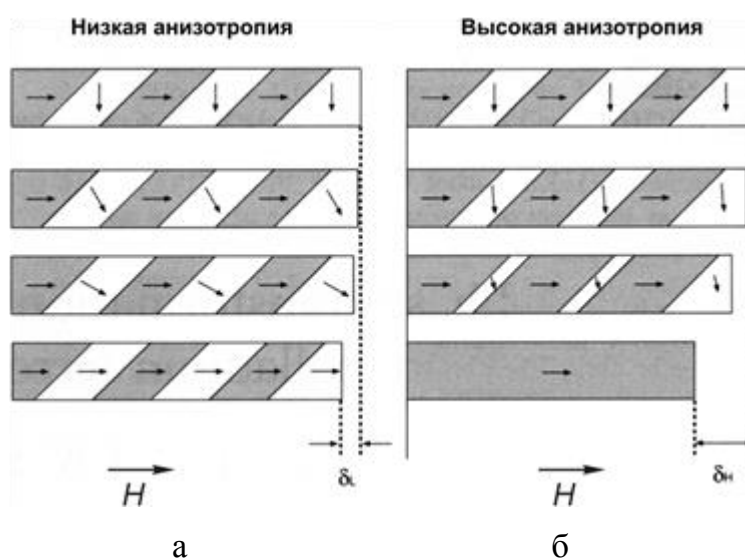 Низкая анизотропия
Высокая анизотропия
δL
δH
H
H
а
б